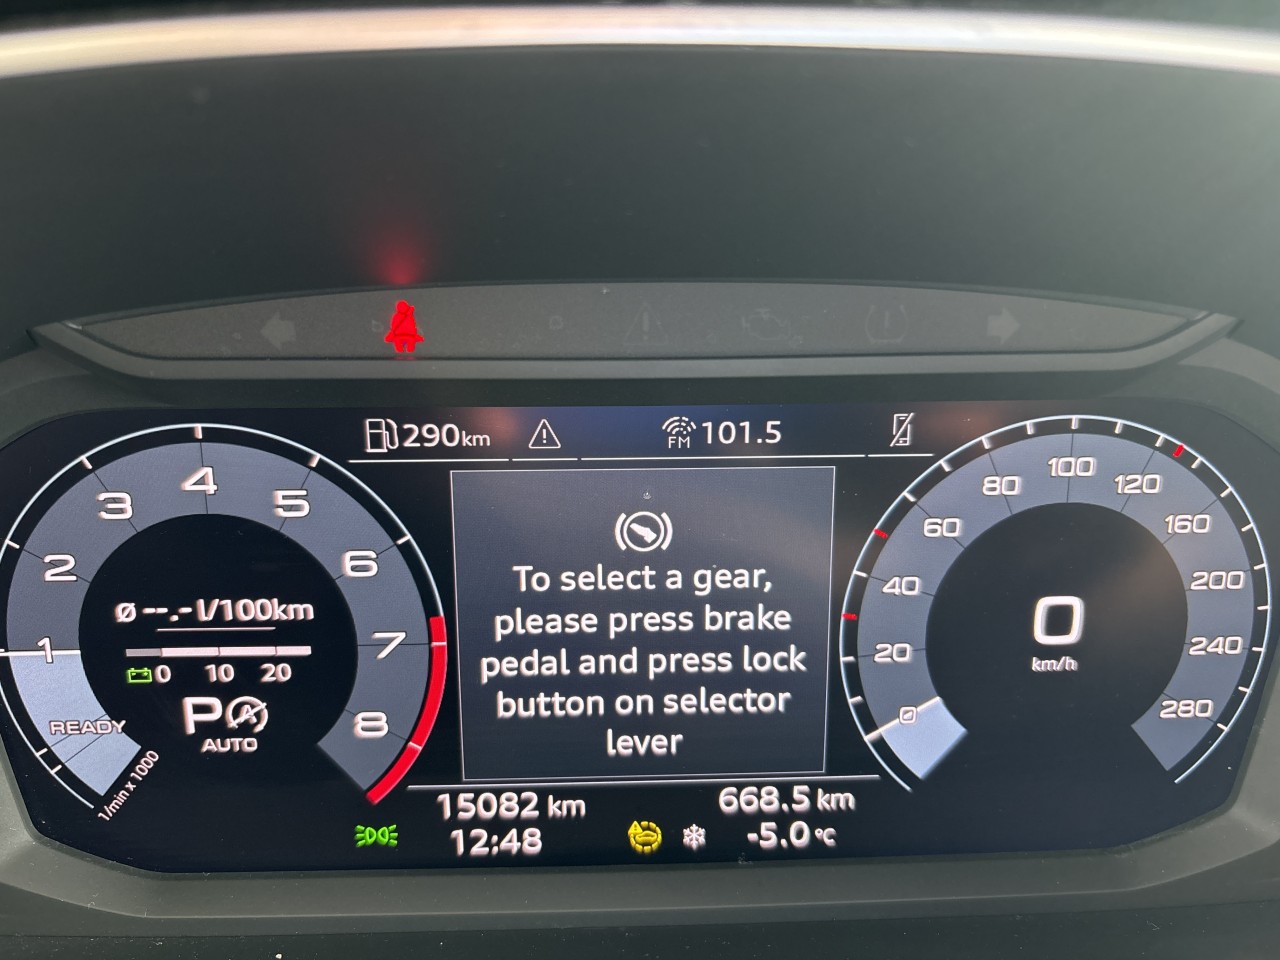 290km
FM 101.5
1
2
3
4
5
6
7
8
READY
1/min x 1000
ø --.- l/100km
0 10 20
P A
AUTO
To select a gear,
please press brake
pedal and press lock
button on selector
lever
0
20
40
60
80
100
120
160
200
240
280
0
km/h
15082 km
668.5 km
12:48
-5.0 °C